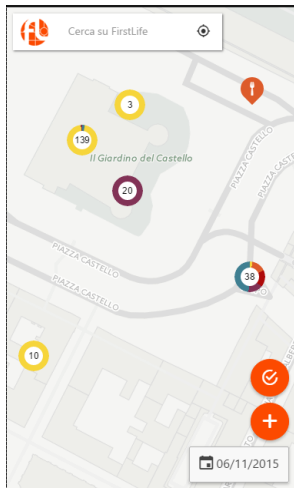 Cerca su FirstLife
3
139
Il Giardino del Castello
20
PIAZZA CASTELLO
PIAZZA CASTELLO
PIAZZA CASTELLO
PIAZZA CASTELLO
38
10
06/11/2015